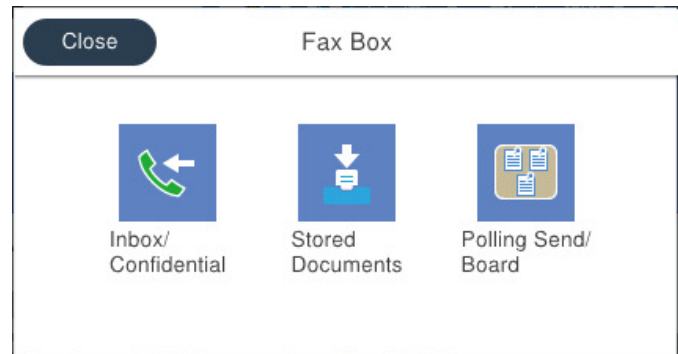 Close
Fax Box
Inbox/
Confidential
Stored
Documents
Polling Send/
Board